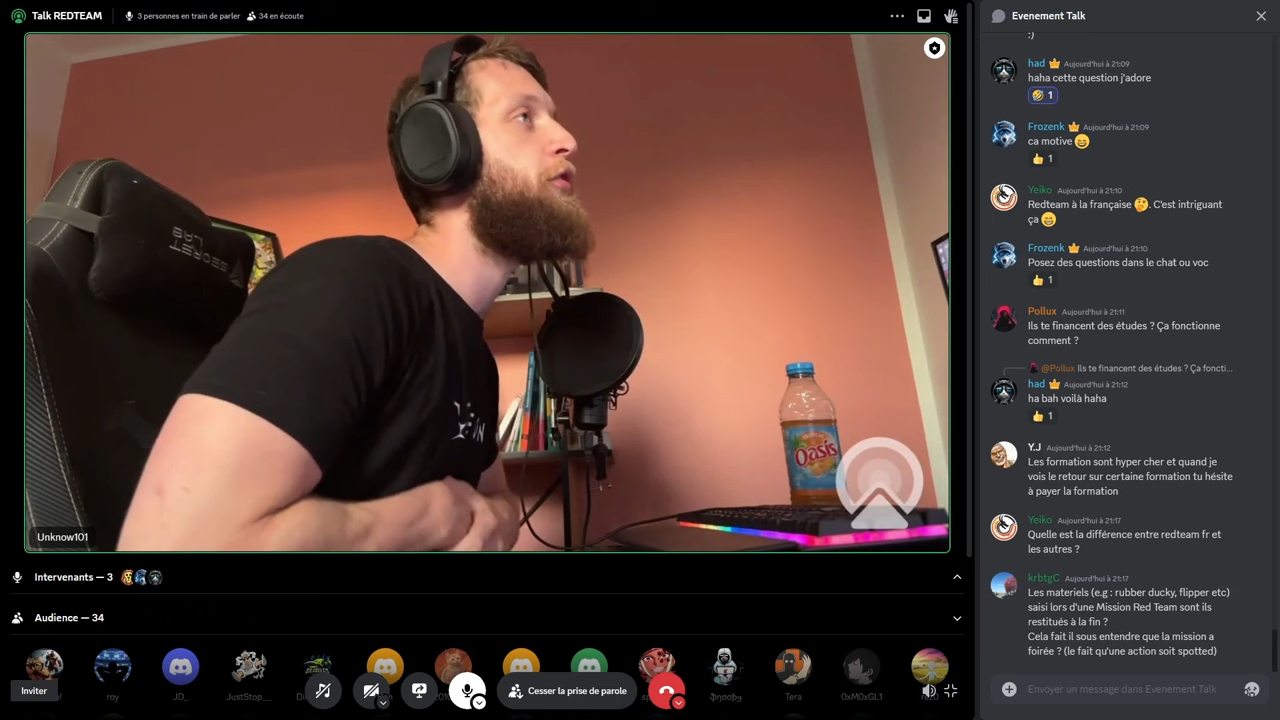 Talk REDTEAM
3 personnes en train de parler
34 en écoute
Evenement Talk
:)
had Aujourd'hui à 21:09
haha cette question j'adore
1
Frozenk Aujourd'hui à 21:09
ca motive
1
Yeiko Aujourd'hui à 21:10
Redteam à la française . C'est intriguant
ça
Frozenk Aujourd'hui à 21:10
Posez des questions dans le chat ou voc
1
Pollux Aujourd'hui à 21:11
Ils te financent des études ? Ça fonctionne
comment ?
@Pollux Ils te financent des études ? Ça foncti...
had Aujourd'hui à 21:12
ha bah voilà haha
1
Y.J Aujourd'hui à 21:12
Les formation sont hyper cher et quand je
vois le retour sur certaine formation tu hésite
à payer la formation
Yeiko Aujourd'hui à 21:17
Quelle est la différence entre redteam fr et
les autres ?
krbtgC Aujourd'hui à 21:17
Les materiels (e.g : rubber ducky, flipper etc)
saisi lors d'une Mission Red Team sont ils
restitués à la fin ?
Cela fait il sous entendre que la mission a
foirée ? (le fait qu'une action soit spotted)
Envoyer un message dans Evenement Talk
SECRET
LAB
Oasis
Unknow101
Intervenants — 3
Audience — 34
Inviter
roy
JD_
JustStop__
Cesser la prise de parole
Tera
0xM0xGL1